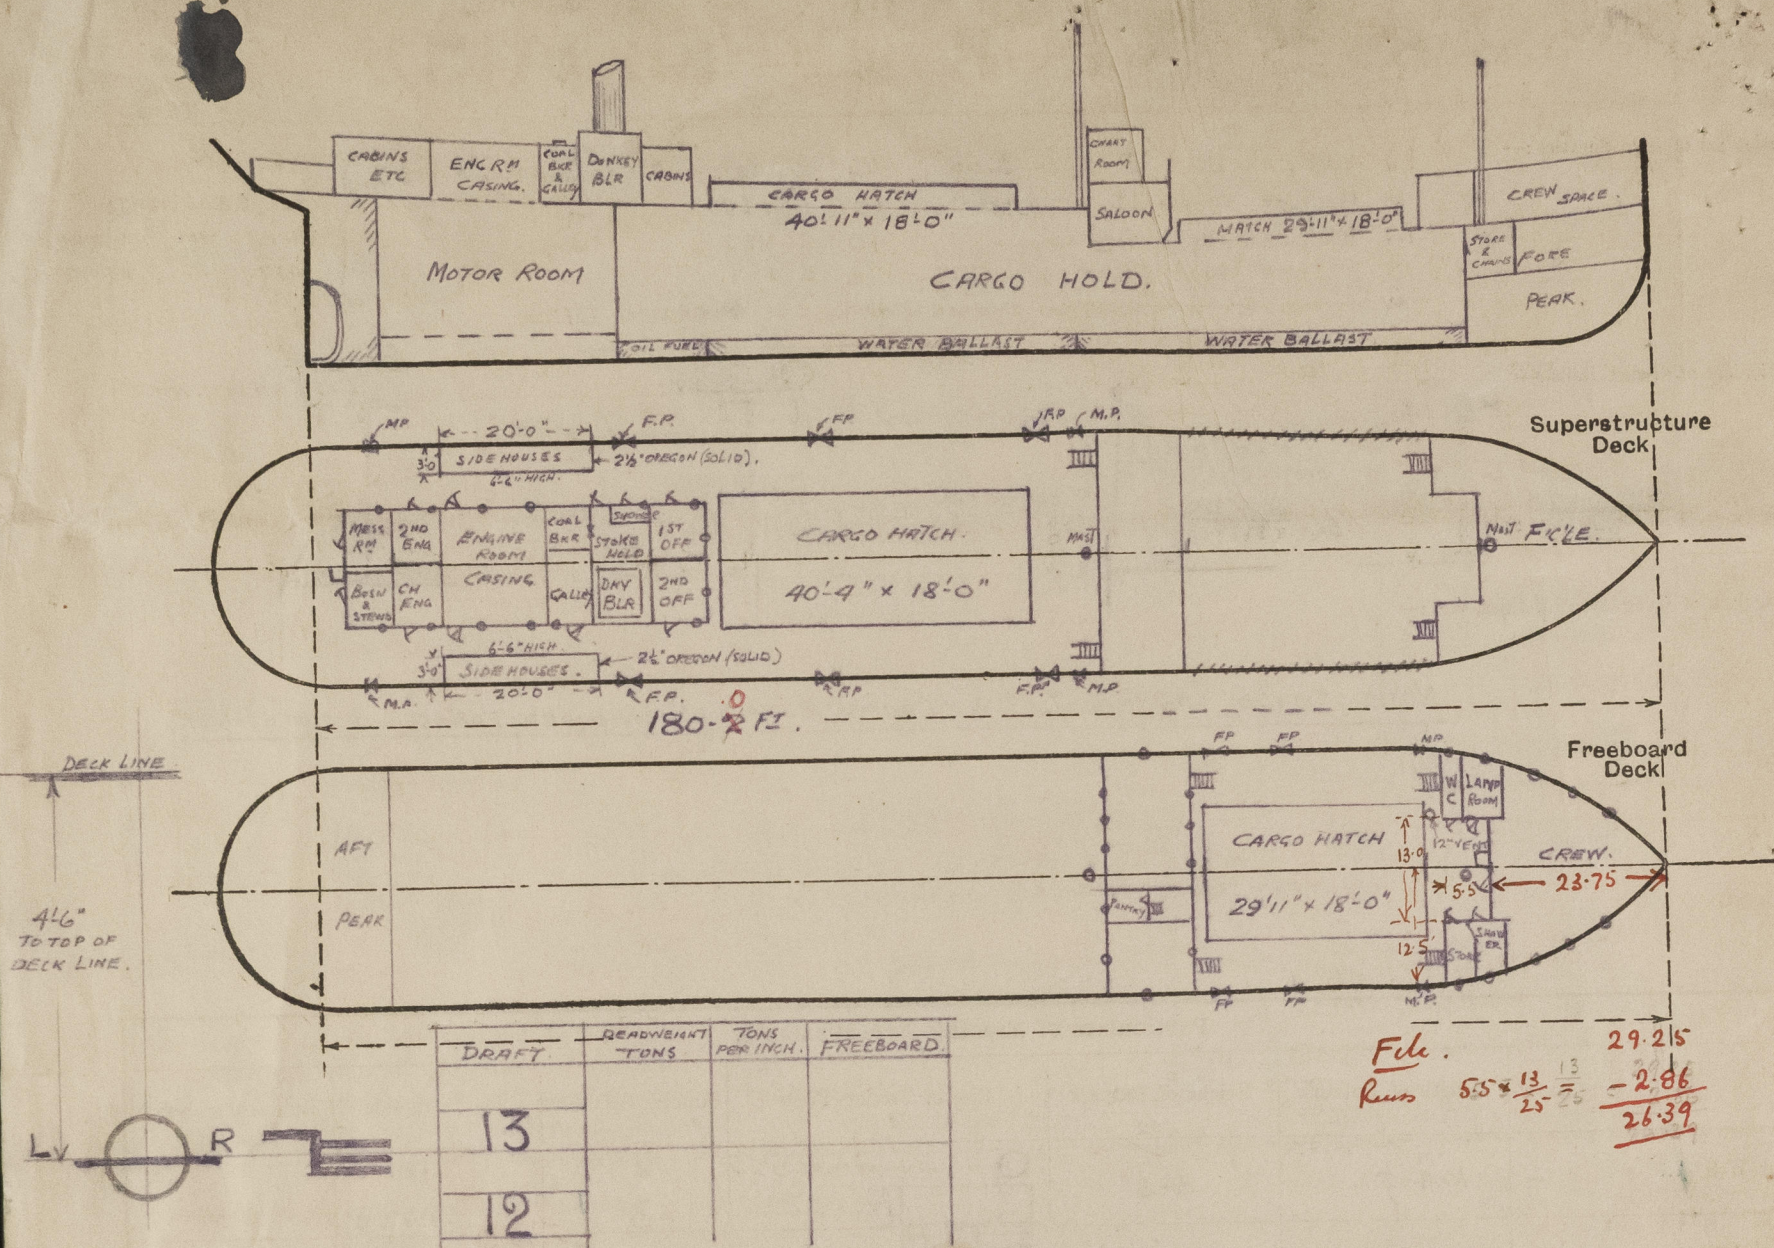 CABINS
ETC
ENG RM
CASING.
COAL
BKR
&
GALLEY
DONKEY
BLR
CABINS
CARGO HATCH
40'-11" x 18'-0"
CHART
ROOM
SALOON
HATCH 29'-11" x 18'-0"
CREW SPACE.
STORE
&
CHAINS
FORE
PEAK.
MOTOR ROOM
CARGO HOLD.
OIL FUEL
WATER BALLAST
WATER BALLAST
Superstructure
Deck
MP
20'-0"
F.P.
FP
FP
M.P.
3'-0"
SIDE HOUSES
2½" OREGON (SOLID).
6'-6" HIGH.
MESS
RM
2ND
ENG
ENGINE
ROOM
CASING
COAL
BKR
STOKE
HOLD
1ST
OFF
BOSN
&
STEWD
CH
ENG
GALLEY
DKY
BLR
2ND
OFF
CARGO HATCH.
40'-4" x 18'-0"
MAST
MAST
F'C'LE.
6'-6" HIGH.
3'-0"
SIDE HOUSES.
2½" OREGON (SOLID)
20'-0"
M.P.
F.P.
FP
F.P.
M.P.
0
180- FT.
Freeboard
Deck
DECK LINE
4'-6"
TO TOP OF
DECK LINE.
L R
AFT
PEAK
FP
FP
MP
W
C
LAMP
ROOM
CARGO HATCH
29'11" x 18'-0"
13.0
12" VENT
CREW.
5.5
23.75
PANTRY
12.5
STORE
SHOW
ER
FP
FP
M.P.
DRAFT.
DEADWEIGHT
TONS
TONS
PER INCH.
FREEBOARD.
13
12
29.25
5.5 x 13/25 = - 2.86
26.39